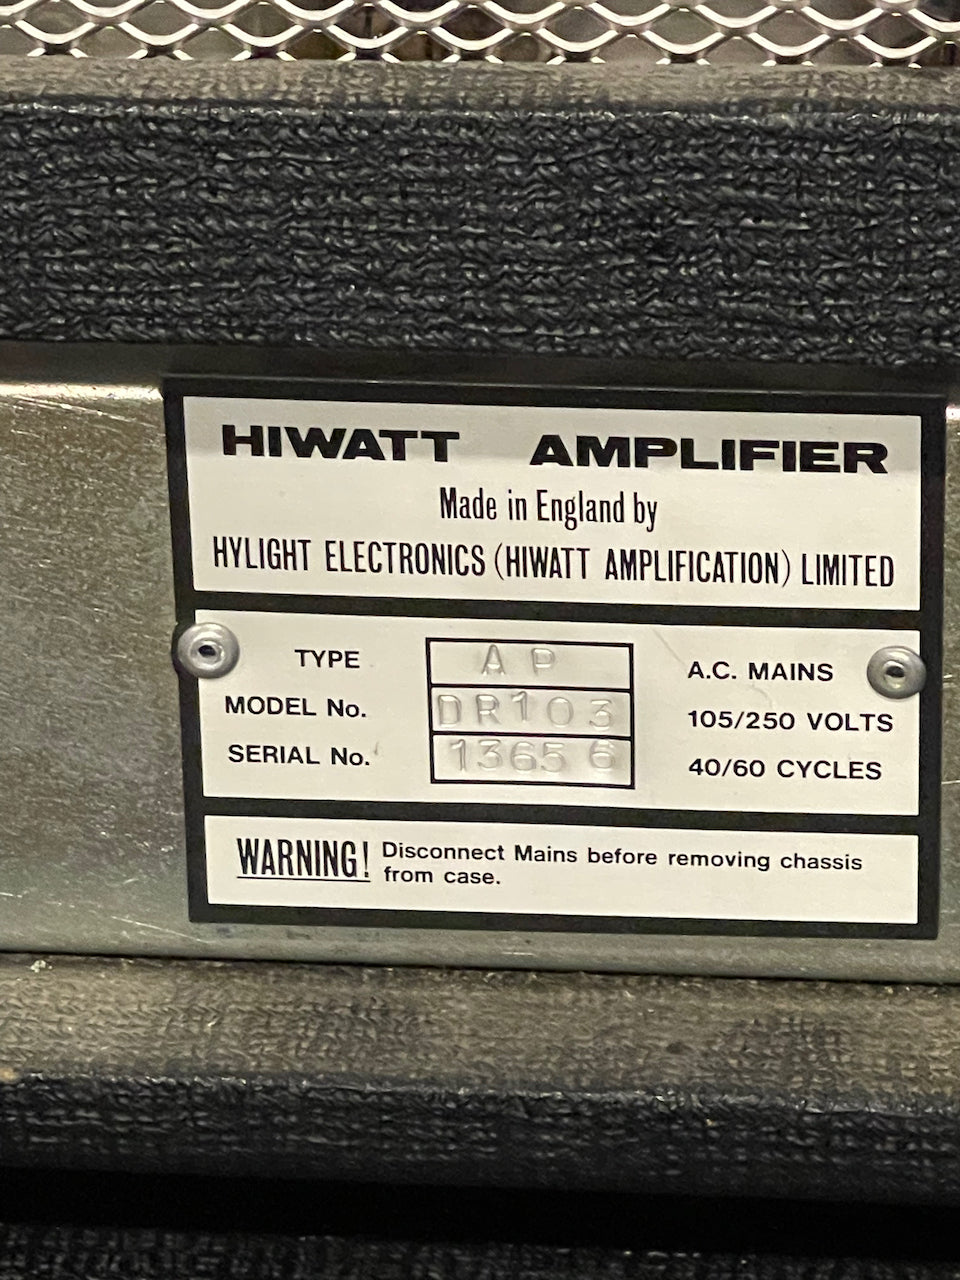 HIWATT AMPLIFIER
Made in England by
HYLIGHT ELECTRONICS (HIWATT AMPLIFICATION) LIMITED
TYPE AP A.C. MAINS
MODEL No. DR103 105/250 VOLTS
SERIAL No. 13656 40/60 CYCLES
WARNING! Disconnect Mains before removing chassis
from case.